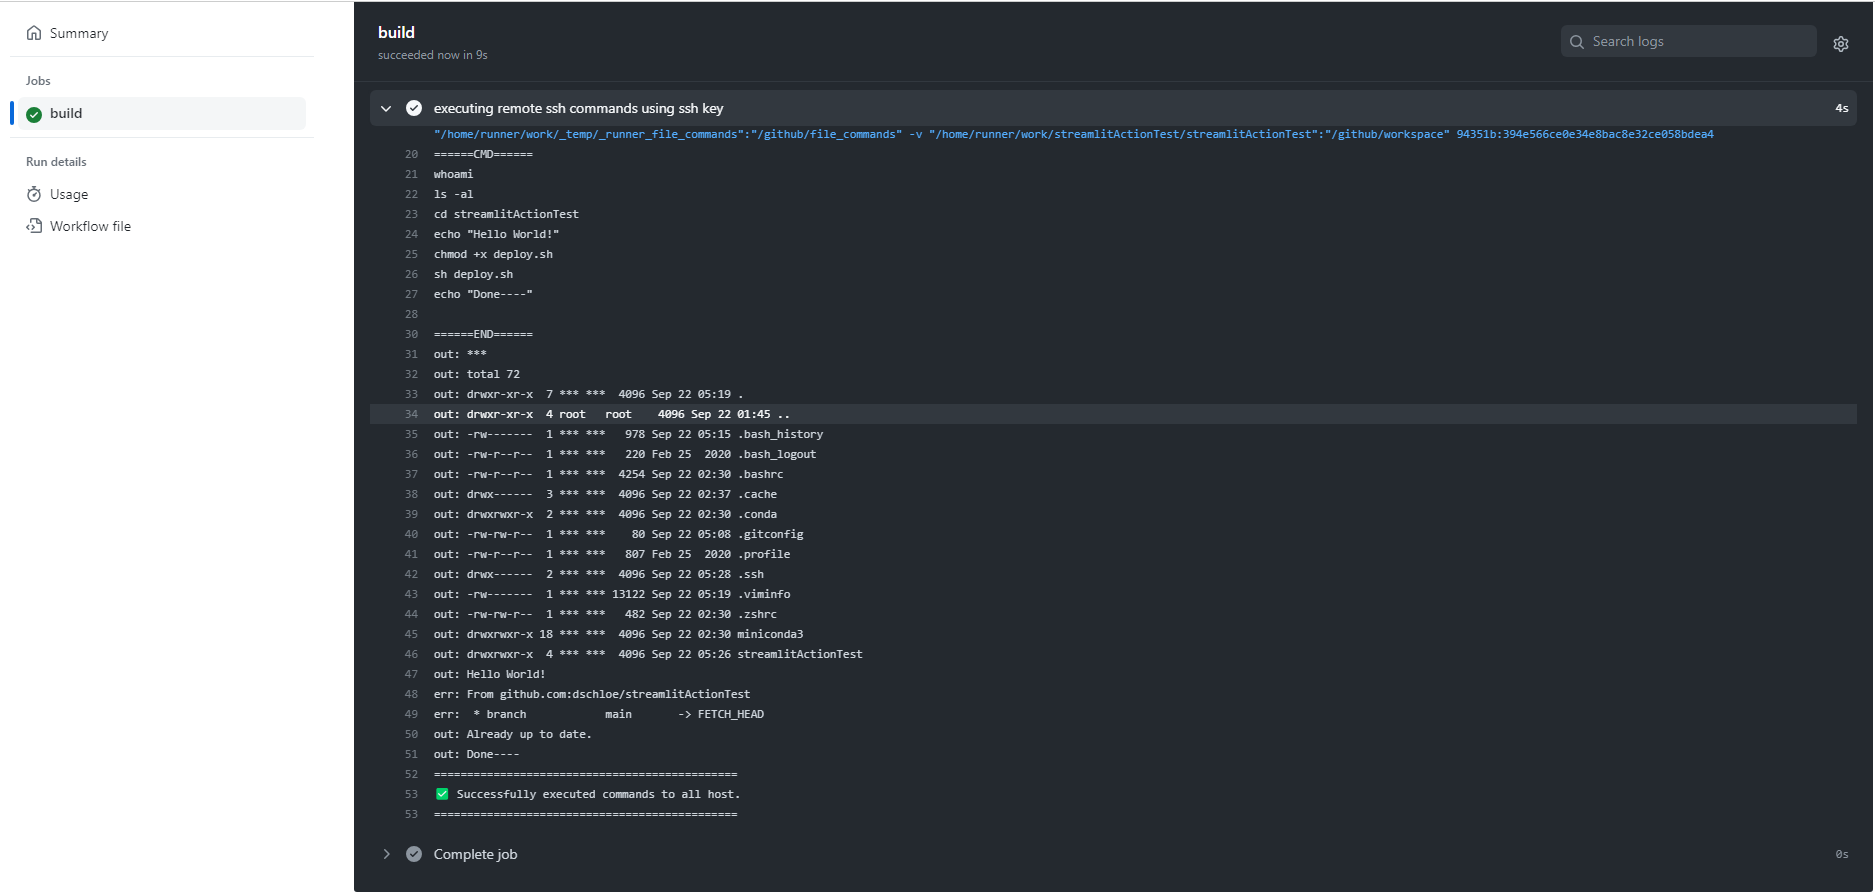 Summary
Jobs
build
Run details
Usage
Workflow file
build
succeeded now in 9s
Search logs
executing remote ssh commands using ssh key 4s
"/home/runner/work/_temp/_runner_file_commands":"/github/file_commands" -v "/home/runner/work/streamlitActionTest/streamlitActionTest":"/github/workspace" 94351b:394e566ce0e34e8bac8e32ce058bdea4
20 ======CMD======
21 whoami
22 ls -al
23 cd streamlitActionTest
24 echo "Hello World!"
25 chmod +x deploy.sh
26 sh deploy.sh
27 echo "Done----"
28
30 ======END======
31 out: ***
32 out: total 72
33 out: drwxr-xr-x  7 *** ***  4096 Sep 22 05:19 .
34 out: drwxr-xr-x  4 root   root    4096 Sep 22 01:45 ..
35 out: -rw-------  1 *** ***   978 Sep 22 05:15 .bash_history
36 out: -rw-r--r--  1 *** ***   220 Feb 25  2020 .bash_logout
37 out: -rw-r--r--  1 *** ***  4254 Sep 22 02:30 .bashrc
38 out: drwx------  3 *** ***  4096 Sep 22 02:37 .cache
39 out: drwxrwxr-x  2 *** ***  4096 Sep 22 02:30 .conda
40 out: -rw-rw-r--  1 *** ***    80 Sep 22 05:08 .gitconfig
41 out: -rw-r--r--  1 *** ***   807 Feb 25  2020 .profile
42 out: drwx------  2 *** ***  4096 Sep 22 05:28 .ssh
43 out: -rw-------  1 *** *** 13122 Sep 22 05:19 .viminfo
44 out: -rw-rw-r--  1 *** ***   482 Sep 22 02:30 .zshrc
45 out: drwxrwxr-x 18 *** ***  4096 Sep 22 02:30 miniconda3
46 out: drwxrwxr-x  4 *** ***  4096 Sep 22 05:26 streamlitActionTest
47 out: Hello World!
48 err: From github.com:dschloe/streamlitActionTest
49 err:  * branch            main       -> FETCH_HEAD
50 out: Already up to date.
51 out: Done----
52 ==============================================
53 ✅ Successfully executed commands to all host.
53 ==============================================
Complete job 0s